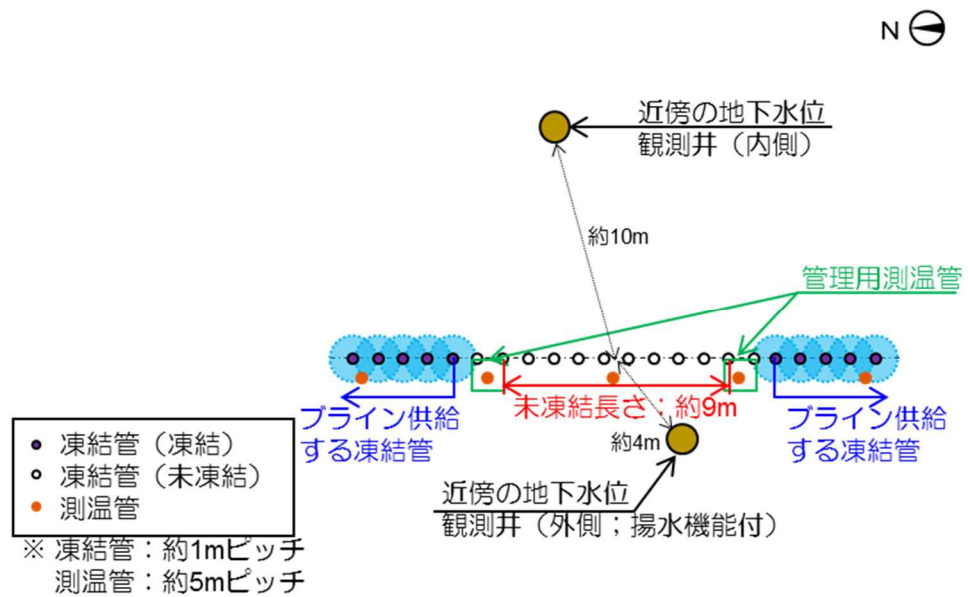 N
近傍の地下水位
観測井（内側）
約10m
管理用測温管
未凍結長さ：約9m
ブライン供給
する凍結管
ブライン供給
する凍結管
約4m
近傍の地下水位
観測井（外側；揚水機能付）
凍結管（凍結）
凍結管（未凍結）
測温管
※ 凍結管：約1mピッチ
測温管：約5mピッチ